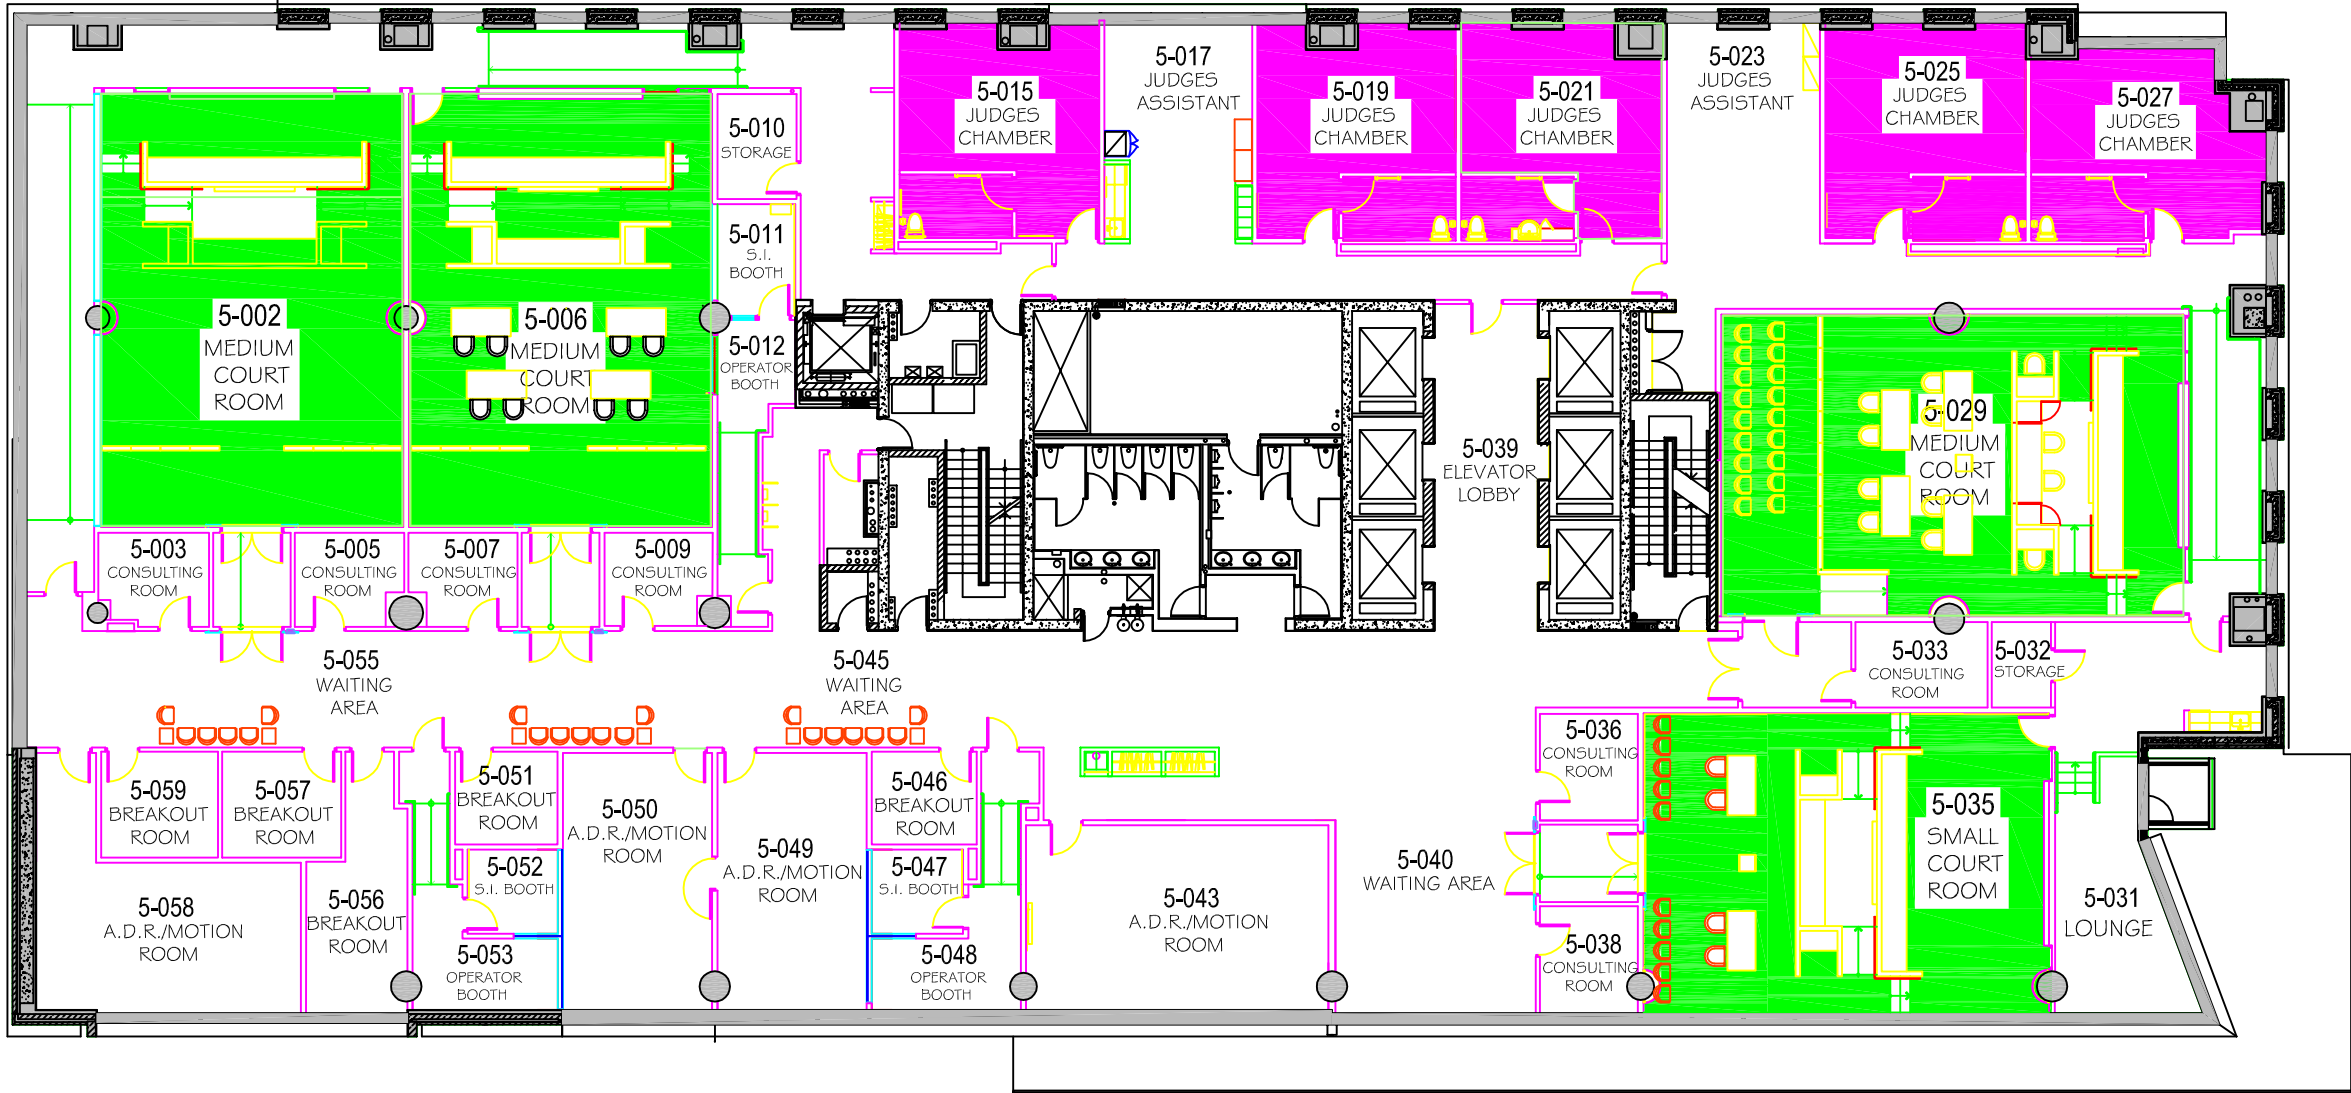 5-015
JUDGES
CHAMBER
5-017
JUDGES
ASSISTANT
5-019
JUDGES
CHAMBER
5-021
JUDGES
CHAMBER
5-023
JUDGES
ASSISTANT
5-025
JUDGES
CHAMBER
5-027
JUDGES
CHAMBER
5-010
STORAGE
5-011
S.I.
BOOTH
5-012
OPERATOR
BOOTH
5-002
MEDIUM
COURT
ROOM
5-006
MEDIUM
COURT
ROOM
5-039
ELEVATOR
LOBBY
5-029
MEDIUM
COURT
ROOM
5-003
CONSULTING
ROOM
5-005
CONSULTING
ROOM
5-007
CONSULTING
ROOM
5-009
CONSULTING
ROOM
5-055
WAITING
AREA
5-045
WAITING
AREA
5-033
CONSULTING
ROOM
5-032
STORAGE
5-059
BREAKOUT
ROOM
5-057
BREAKOUT
ROOM
5-051
BREAKOUT
ROOM
5-050
A.D.R./MOTION
ROOM
5-049
A.D.R./MOTION
ROOM
5-046
BREAKOUT
ROOM
5-036
CONSULTING
ROOM
5-035
SMALL
COURT
ROOM
5-058
A.D.R./MOTION
ROOM
5-056
BREAKOUT
ROOM
5-052
S.I. BOOTH
5-053
OPERATOR
BOOTH
5-047
S.I. BOOTH
5-048
OPERATOR
BOOTH
5-043
A.D.R./MOTION
ROOM
5-040
WAITING AREA
5-038
CONSULTING
ROOM
5-031
LOUNGE